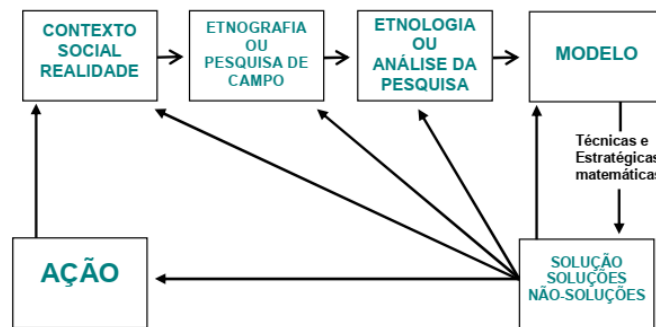 CONTEXTO
SOCIAL
REALIDADE
ETNOGRAFIA
OU
PESQUISA DE
CAMPO
ETNOLOGIA
OU
ANÁLISE DA
PESQUISA
MODELO
Técnicas e
Estratégicas
matemáticas
AÇÃO
SOLUÇÃO
SOLUÇÕES
NÃO-SOLUÇÕES